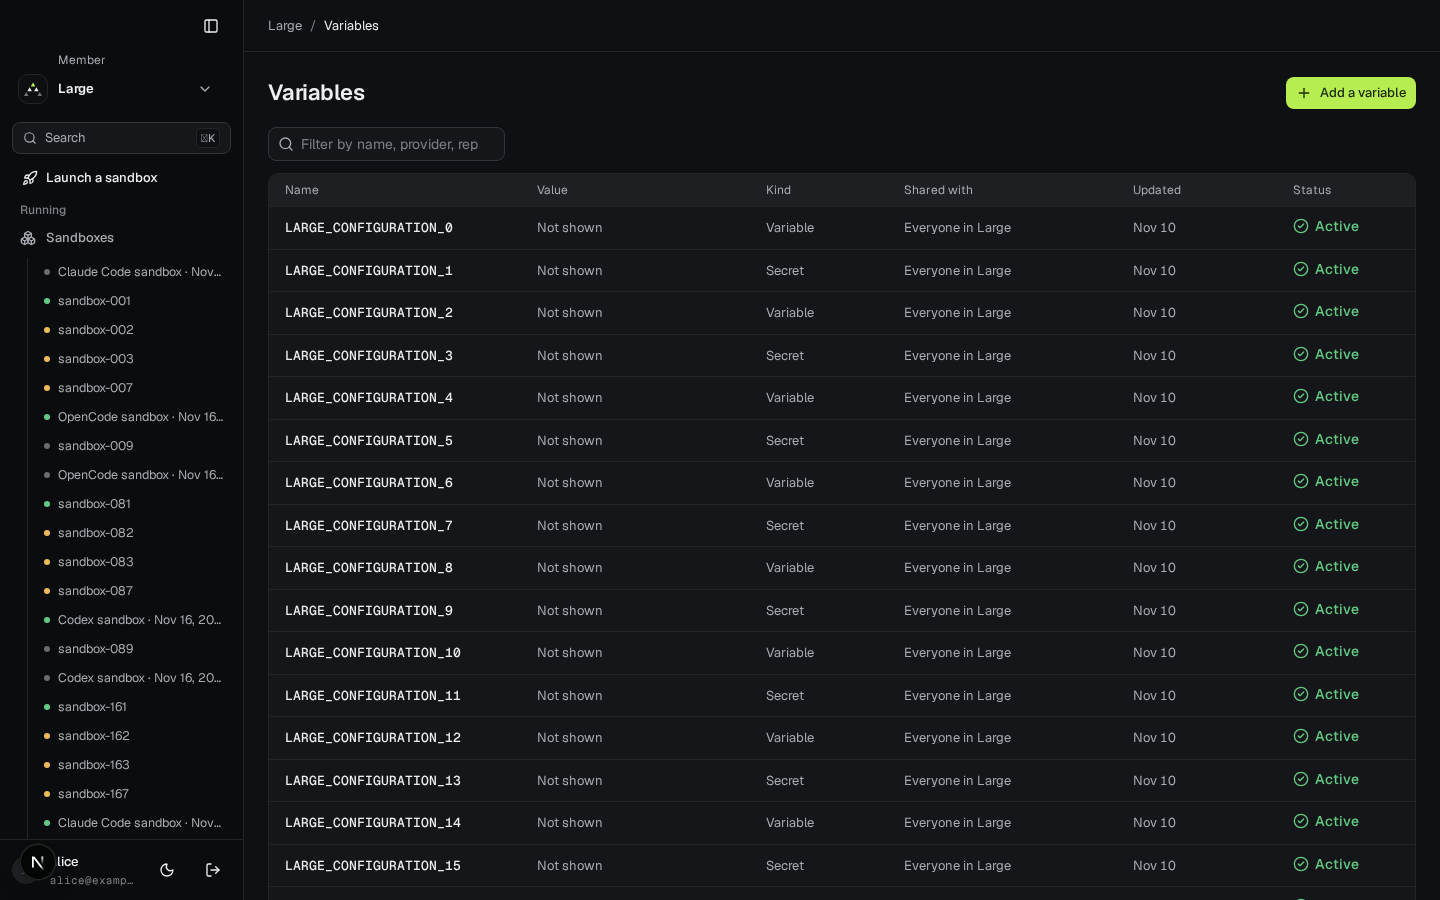 Member
Large
Search
K
Launch a sandbox
Running
Sandboxes
Claude Code sandbox · Nov…
sandbox-001
sandbox-002
sandbox-003
sandbox-007
OpenCode sandbox · Nov 16…
sandbox-009
OpenCode sandbox · Nov 16…
sandbox-081
sandbox-082
sandbox-083
sandbox-087
Codex sandbox · Nov 16, 20…
sandbox-089
Codex sandbox · Nov 16, 20…
sandbox-161
sandbox-162
sandbox-163
sandbox-167
Claude Code sandbox · Nov…
N
lice
alice@examp…
Large / Variables
Variables
Add a variable
Filter by name, provider, rep
Name Value Kind Shared with Updated Status
LARGE_CONFIGURATION_0 Not shown Variable Everyone in Large Nov 10 Active
LARGE_CONFIGURATION_1 Not shown Secret Everyone in Large Nov 10 Active
LARGE_CONFIGURATION_2 Not shown Variable Everyone in Large Nov 10 Active
LARGE_CONFIGURATION_3 Not shown Secret Everyone in Large Nov 10 Active
LARGE_CONFIGURATION_4 Not shown Variable Everyone in Large Nov 10 Active
LARGE_CONFIGURATION_5 Not shown Secret Everyone in Large Nov 10 Active
LARGE_CONFIGURATION_6 Not shown Variable Everyone in Large Nov 10 Active
LARGE_CONFIGURATION_7 Not shown Secret Everyone in Large Nov 10 Active
LARGE_CONFIGURATION_8 Not shown Variable Everyone in Large Nov 10 Active
LARGE_CONFIGURATION_9 Not shown Secret Everyone in Large Nov 10 Active
LARGE_CONFIGURATION_10 Not shown Variable Everyone in Large Nov 10 Active
LARGE_CONFIGURATION_11 Not shown Secret Everyone in Large Nov 10 Active
LARGE_CONFIGURATION_12 Not shown Variable Everyone in Large Nov 10 Active
LARGE_CONFIGURATION_13 Not shown Secret Everyone in Large Nov 10 Active
LARGE_CONFIGURATION_14 Not shown Variable Everyone in Large Nov 10 Active
LARGE_CONFIGURATION_15 Not shown Secret Everyone in Large Nov 10 Active